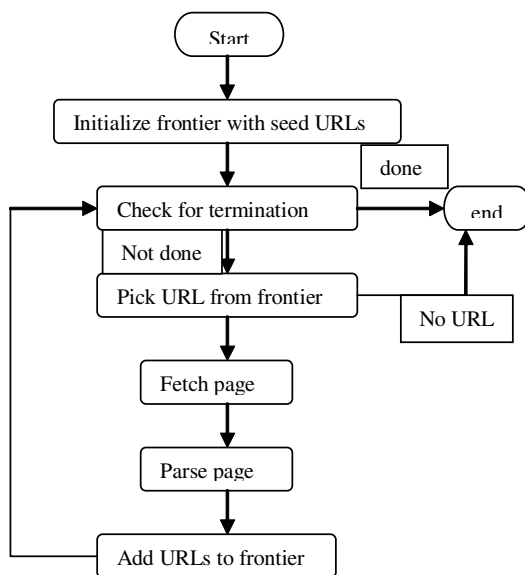 Start
Initialize frontier with seed URLs
done
Check for termination
end
Not done
Pick URL from frontier
No URL
Fetch page
Parse page
Add URLs to frontier